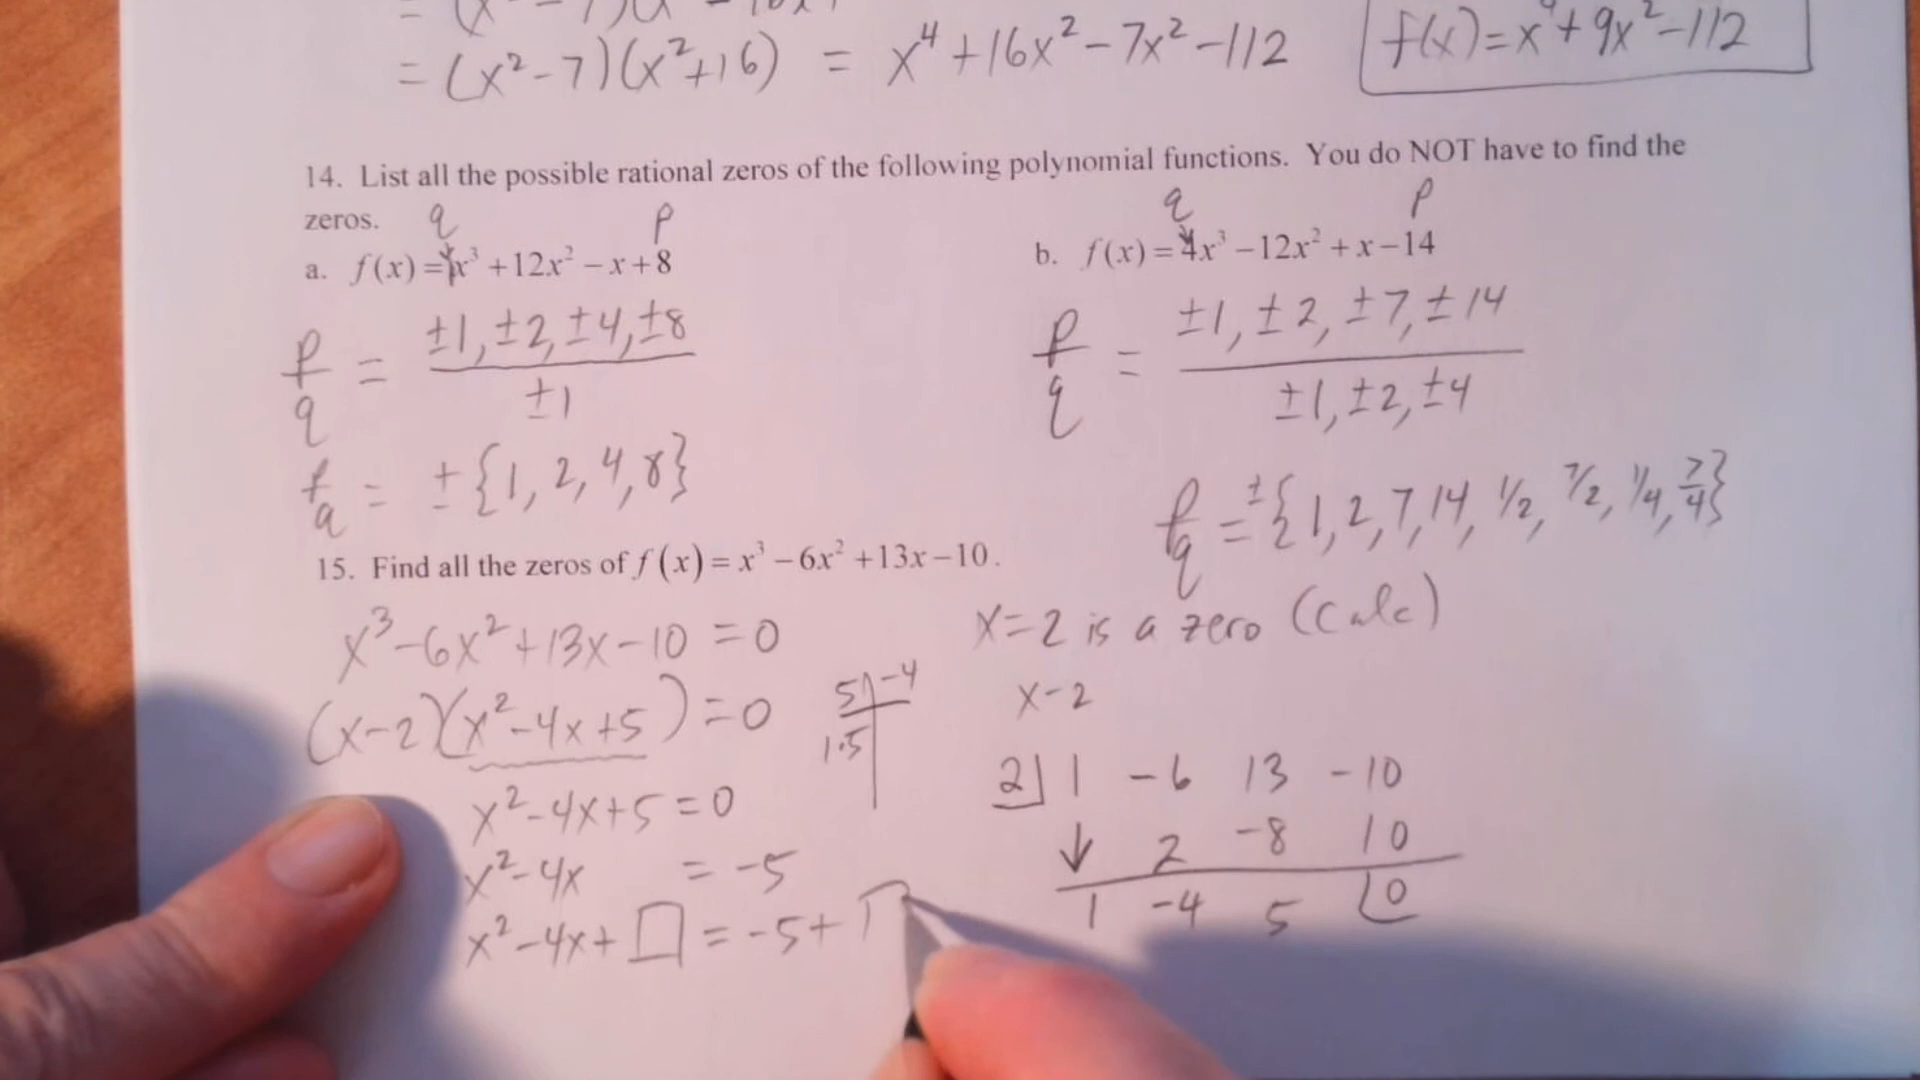 = (x²-7)(x²+16) = x⁴+16x²-7x²-112
f(x)=x⁴+9x²-112
14. List all the possible rational zeros of the following polynomial functions. You do NOT have to find the
zeros.
q p
a. f(x)=1x³+12x²-x+8
p/q = ±1, ±2, ±4, ±8 / ±1
p/q = ±{1, 2, 4, 8}
q p
b. f(x)=4x³-12x²+x-14
p/q = ±1, ±2, ±7, ±14 / ±1, ±2, ±4
p/q = ±{1, 2, 7, 14, 1/2, 7/2, 1/4, 7/4}
15. Find all the zeros of f(x)=x³-6x²+13x-10.
x³-6x²+13x-10=0
(x-2)(x²-4x+5)=0
5 | -4
1·5
x²-4x+5=0
x²-4x = -5
x²-4x+□=-5+
x=2 is a zero (calc)
x-2
2| 1 -6 13 -10
↓ 2 -8 10
1 -4 5 |0